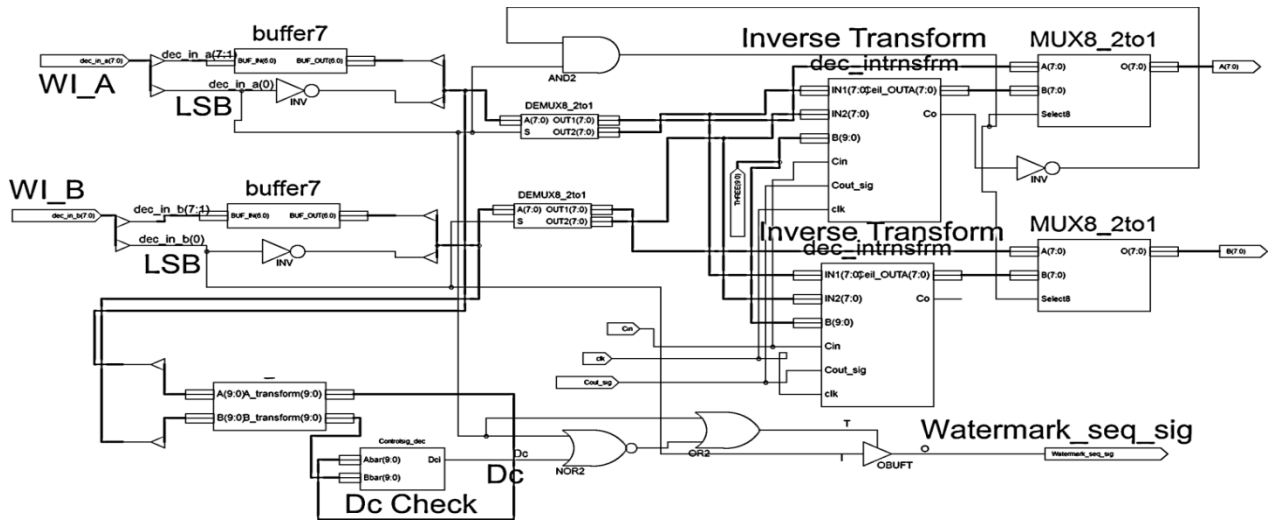 buffer7
dec_in_a(7:0)
dec_in_a(7:1)
BUF_IN(6:0) BUF_OUT(6:0)
WI_A
dec_in_a(0)
LSB
INV
AND2
Inverse Transform
dec_intrnsfrm
IN1(7:0) Ceil_OUTA(7:0)
IN2(7:0) Co
B(9:0)
Cin
Cout_sig
clk
MUX8_2to1
A(7:0) O(7:0)
B(7:0)
Select8
A(7:0)
INV
DEMUX8_2to1
A(7:0) OUT1(7:0)
S OUT2(7:0)
THREE(9:0)
WI_B
buffer7
dec_in_b(7:0)
dec_in_b(7:1)
BUF_IN(6:0) BUF_OUT(6:0)
dec_in_b(0)
LSB
INV
DEMUX8_2to1
A(7:0) OUT1(7:0)
S OUT2(7:0)
Inverse Transform
dec_intrnsfrm
IN1(7:0) Ceil_OUTA(7:0)
IN2(7:0) Co
B(9:0)
Cin
Cout_sig
clk
MUX8_2to1
A(7:0) O(7:0)
B(7:0)
Select8
B(7:0)
Cin
clk
Cout_sig
A(9:0) A_transform(9:0)
B(9:0) B_transform(9:0)
Controlsig_dec
Abar(9:0) Dci
Bbar(9:0)
Dc
Dc
Dc Check
NOR2
OR2
T
I
O
OBUFT
Watermark_seq_sig
Watermark_seq_sig